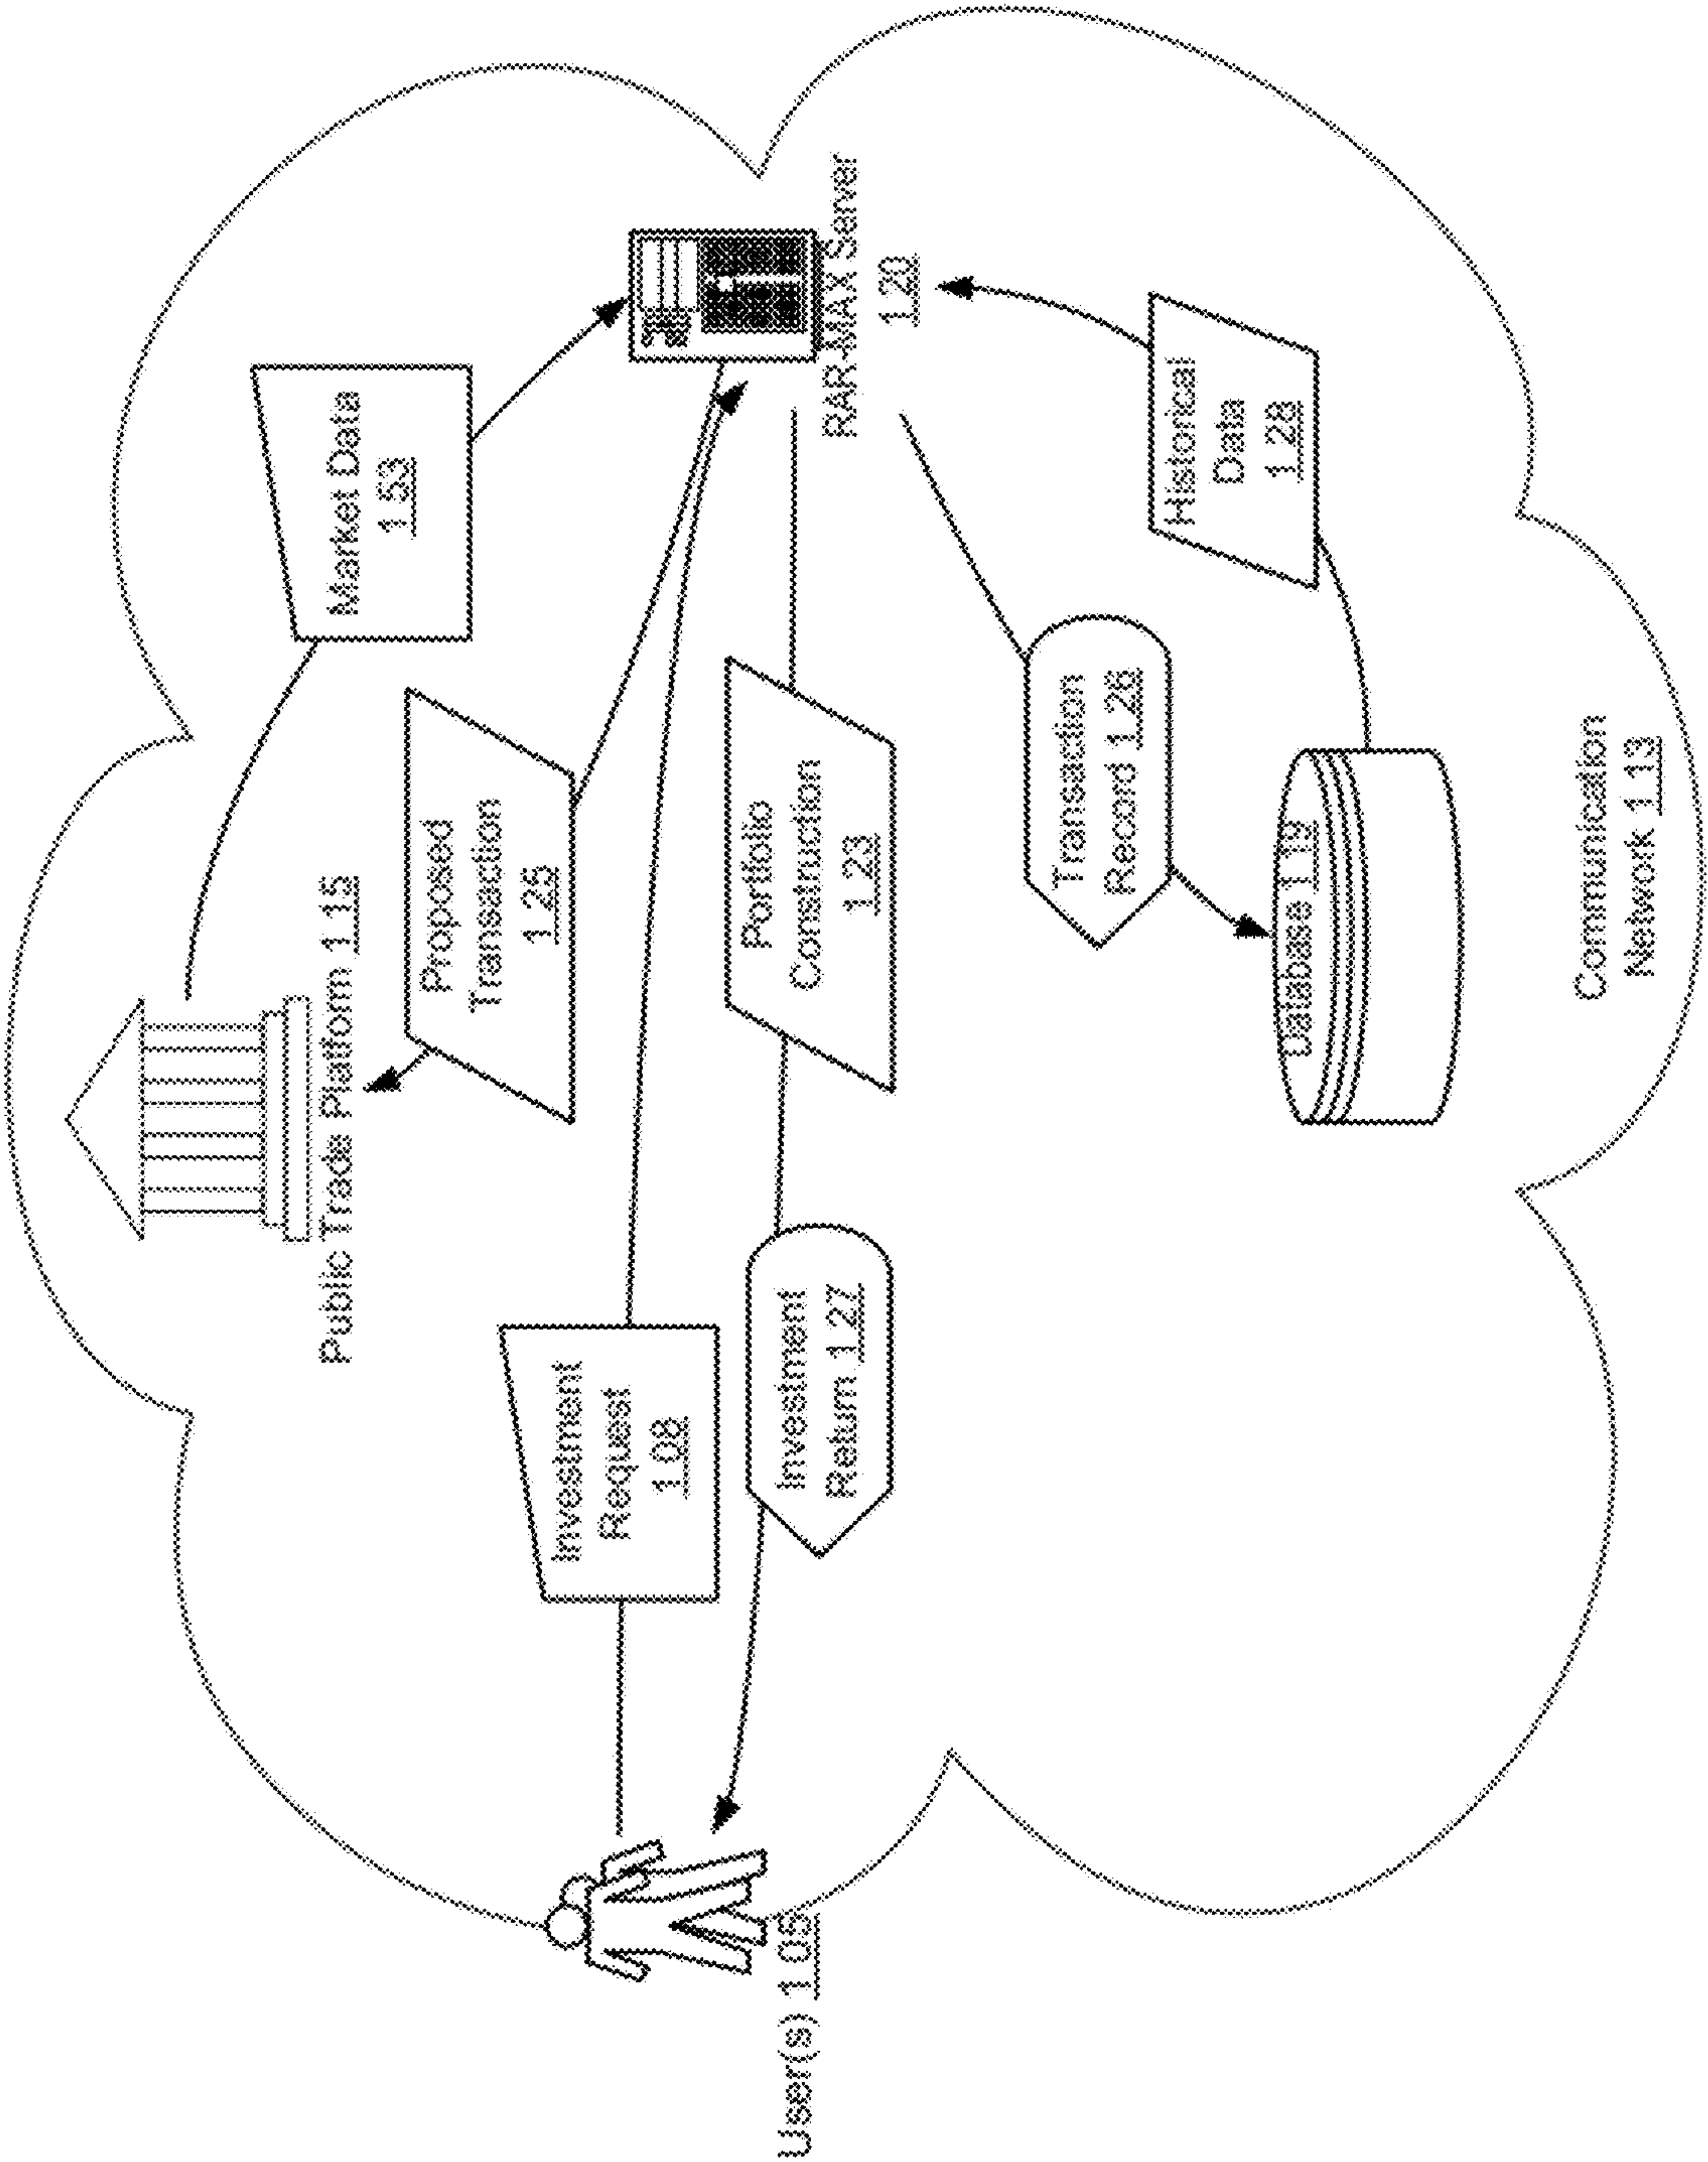 Public Trade Platform 115
Market Data
153
Proposed
Transaction
125
Investment
Request
108
Portfolio
Construction
123
Investment
Return 127
User(s) 105
RAR-MAX Server
120
Transaction
Record 126
Historical
Data
128
Database 119
Communication
Network 113